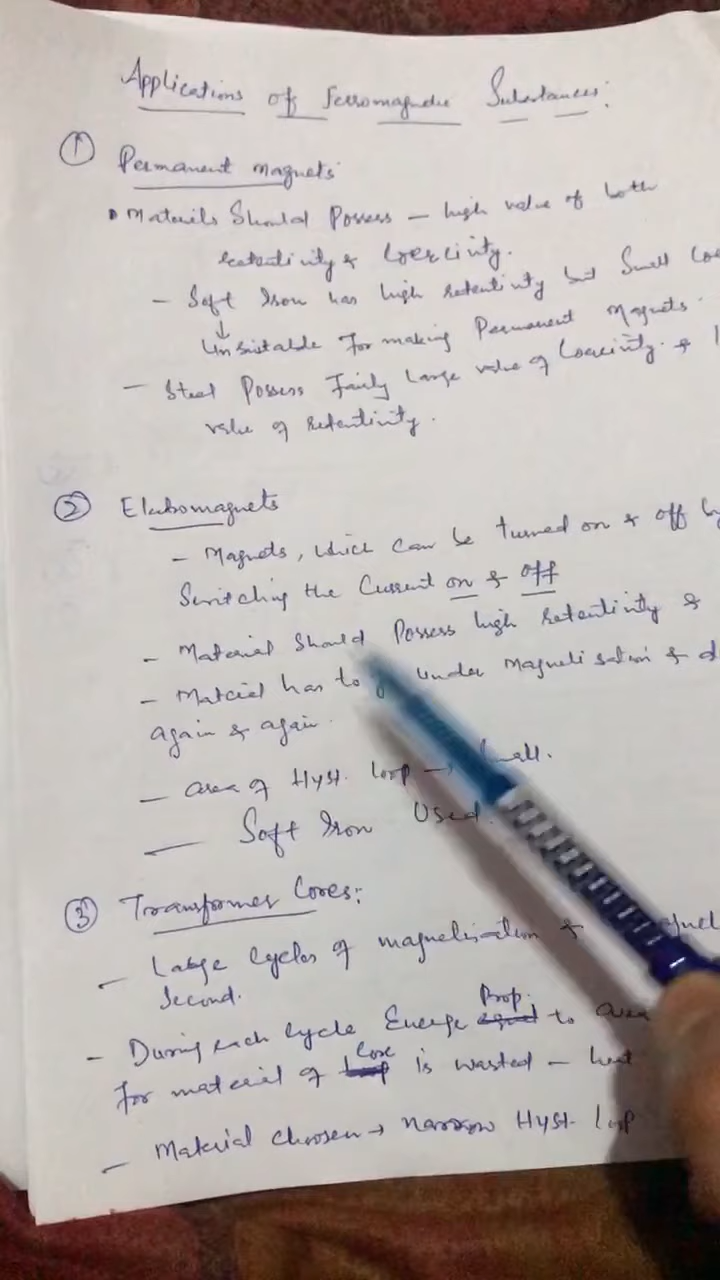 Applications of Ferromagnetic Substances:
① Permanent Magnets
Materials Should Possess – high value of both
retentivity & Coercivity.
– Soft Iron has high retentivity but Small
↓
Unsuitable for making Permanent Magnets.
– Steel Possess Fairly Large value of Coercivity &
value of retentivity.
② Electromagnets
– Magnets, which can be turned on & off by
Switching the Current on & off
– Material Should Possess high retentivity &
– Material has to under Magnetisation &
again & again.
– area of Hyst. loop → Small.
– Soft Iron Used.
③ Transformer Cores:
– Large Cycles of magnetisation &
Second.
– During each Cycle Energy Prop. to area
for material of Core is wasted – heat
– Material choosen → narrow Hyst. loop